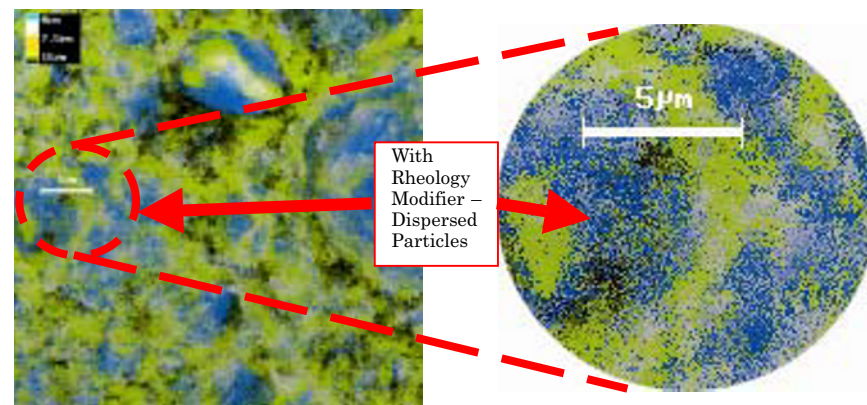 5µm
With
Rheology
Modifier –
Dispersed
Particles